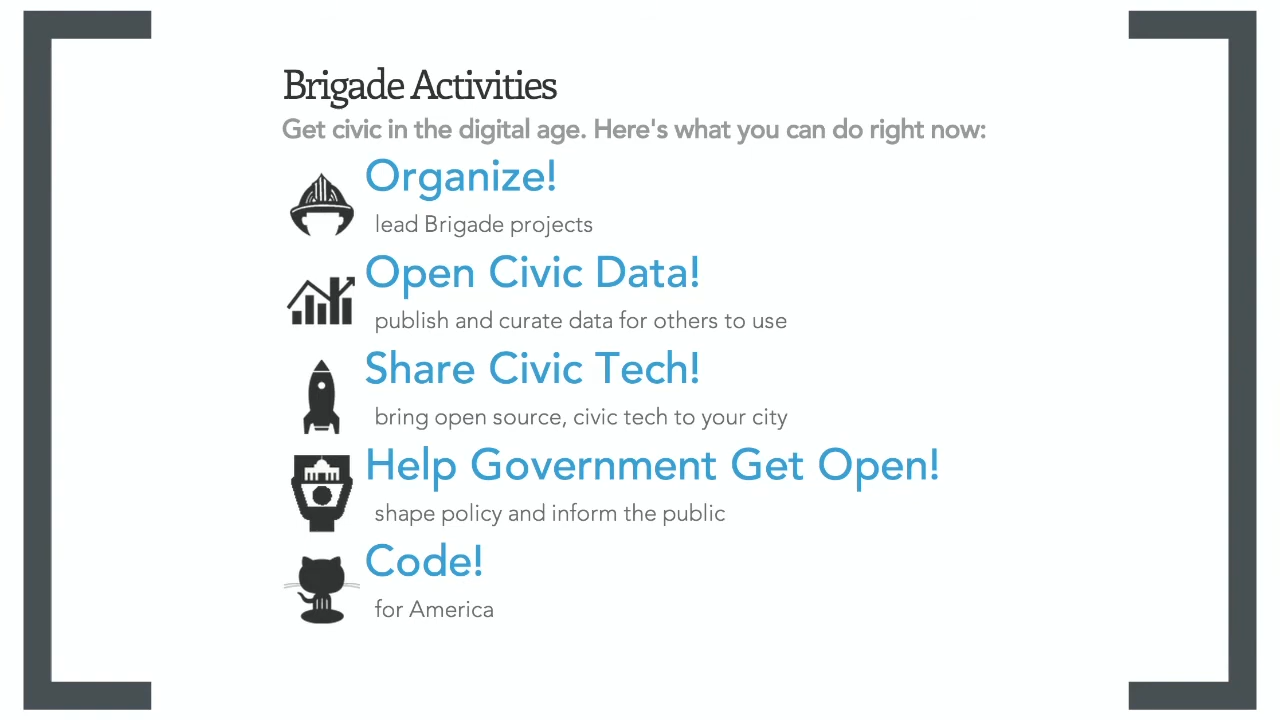 Brigade Activities
Get civic in the digital age. Here's what you can do right now:
Organize!
lead Brigade projects
Open Civic Data!
publish and curate data for others to use
Share Civic Tech!
bring open source, civic tech to your city
Help Government Get Open!
shape policy and inform the public
Code!
for America